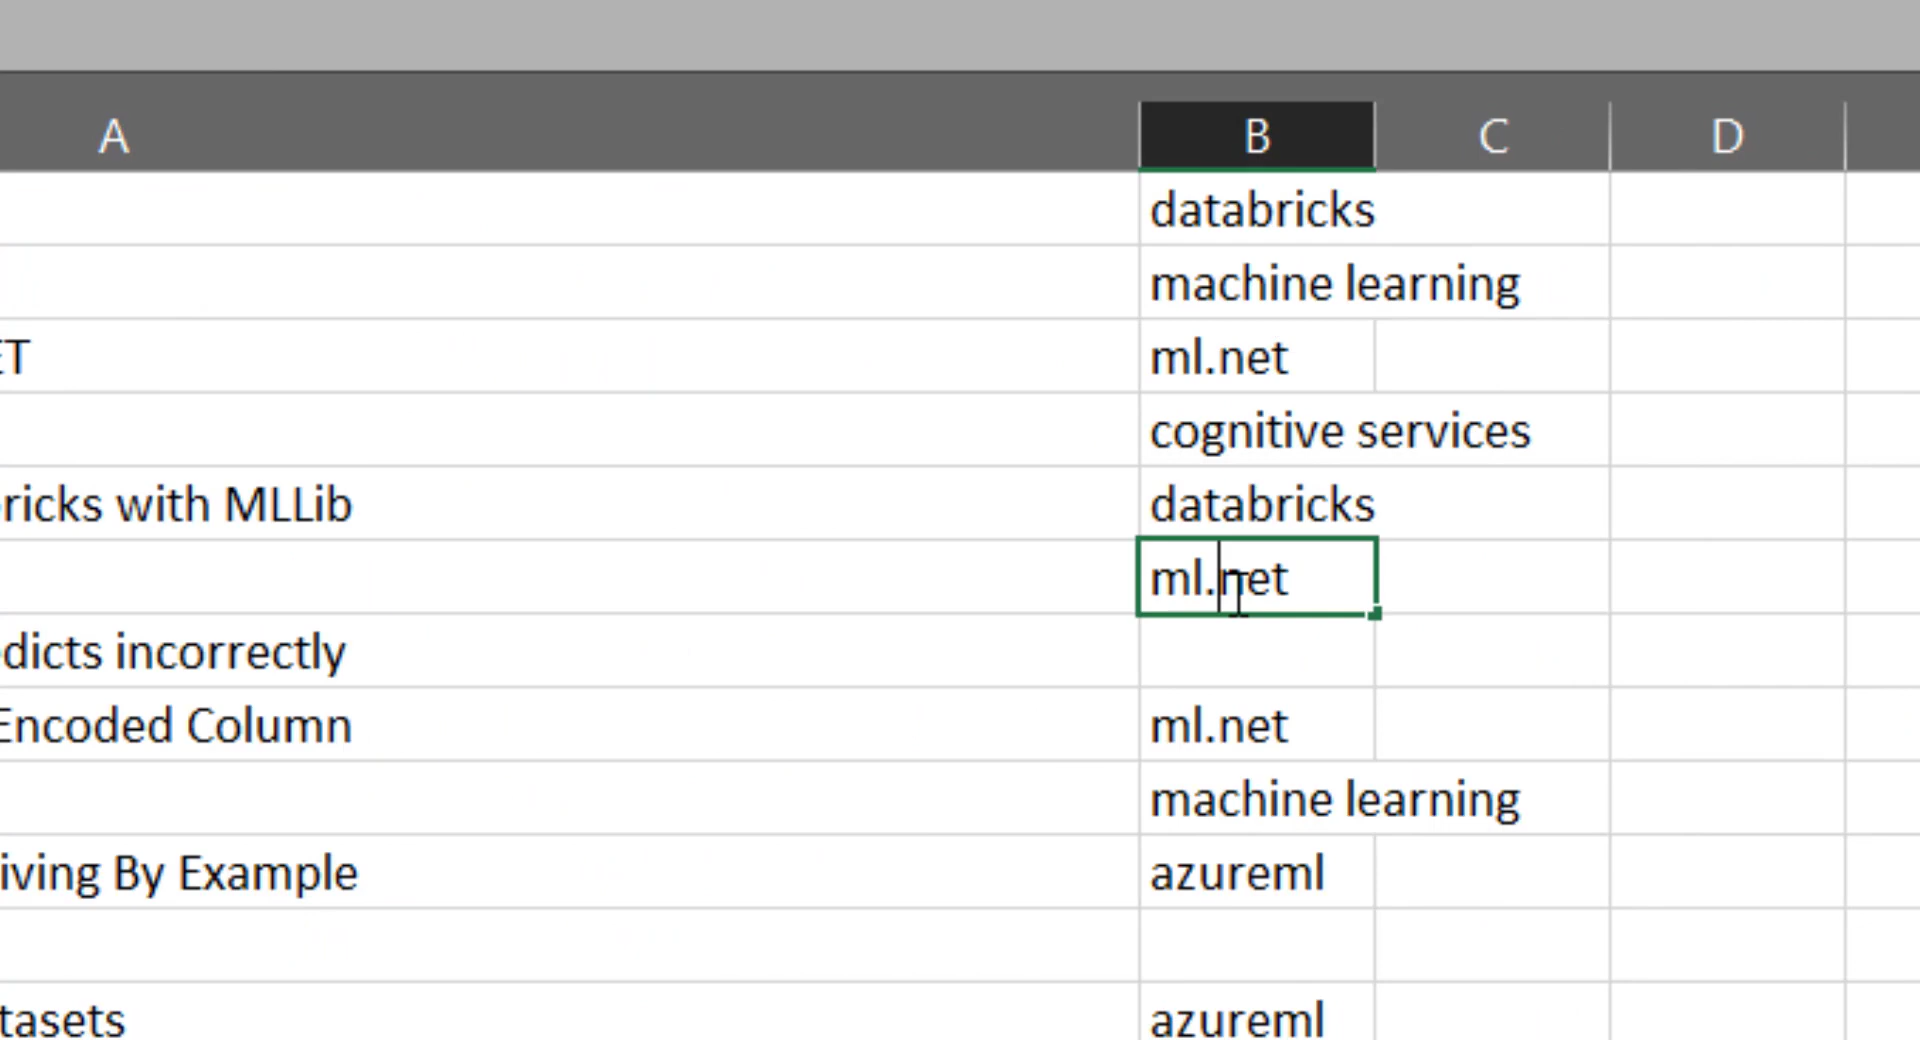 A B C D
databricks
machine learning
ET ml.net
cognitive services
ricks with MLLib databricks
ml.net
dicts incorrectly
Encoded Column ml.net
machine learning
iving By Example azureml
tasets azureml